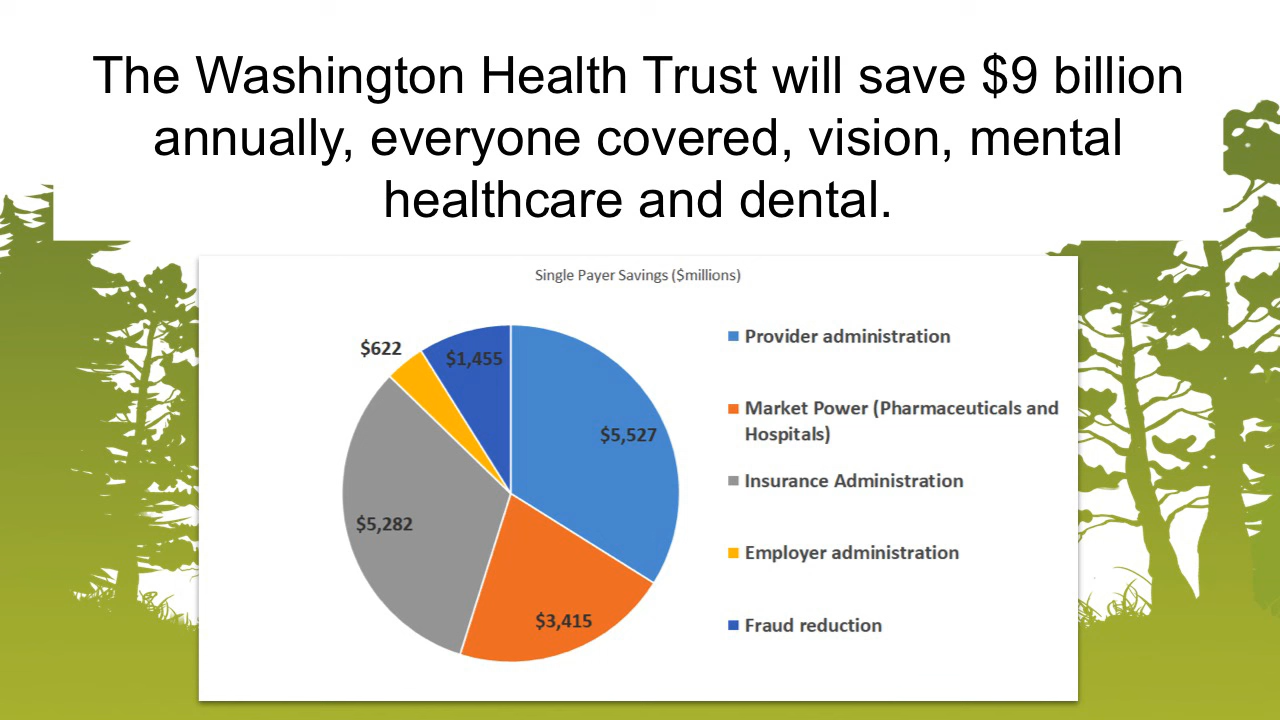 The Washington Health Trust will save $9 billion
annually, everyone covered, vision, mental
healthcare and dental.
Single Payer Savings ($millions)
$622
$1,455
$5,527
$5,282
$3,415
Provider administration
Market Power (Pharmaceuticals and
Hospitals)
Insurance Administration
Employer administration
Fraud reduction